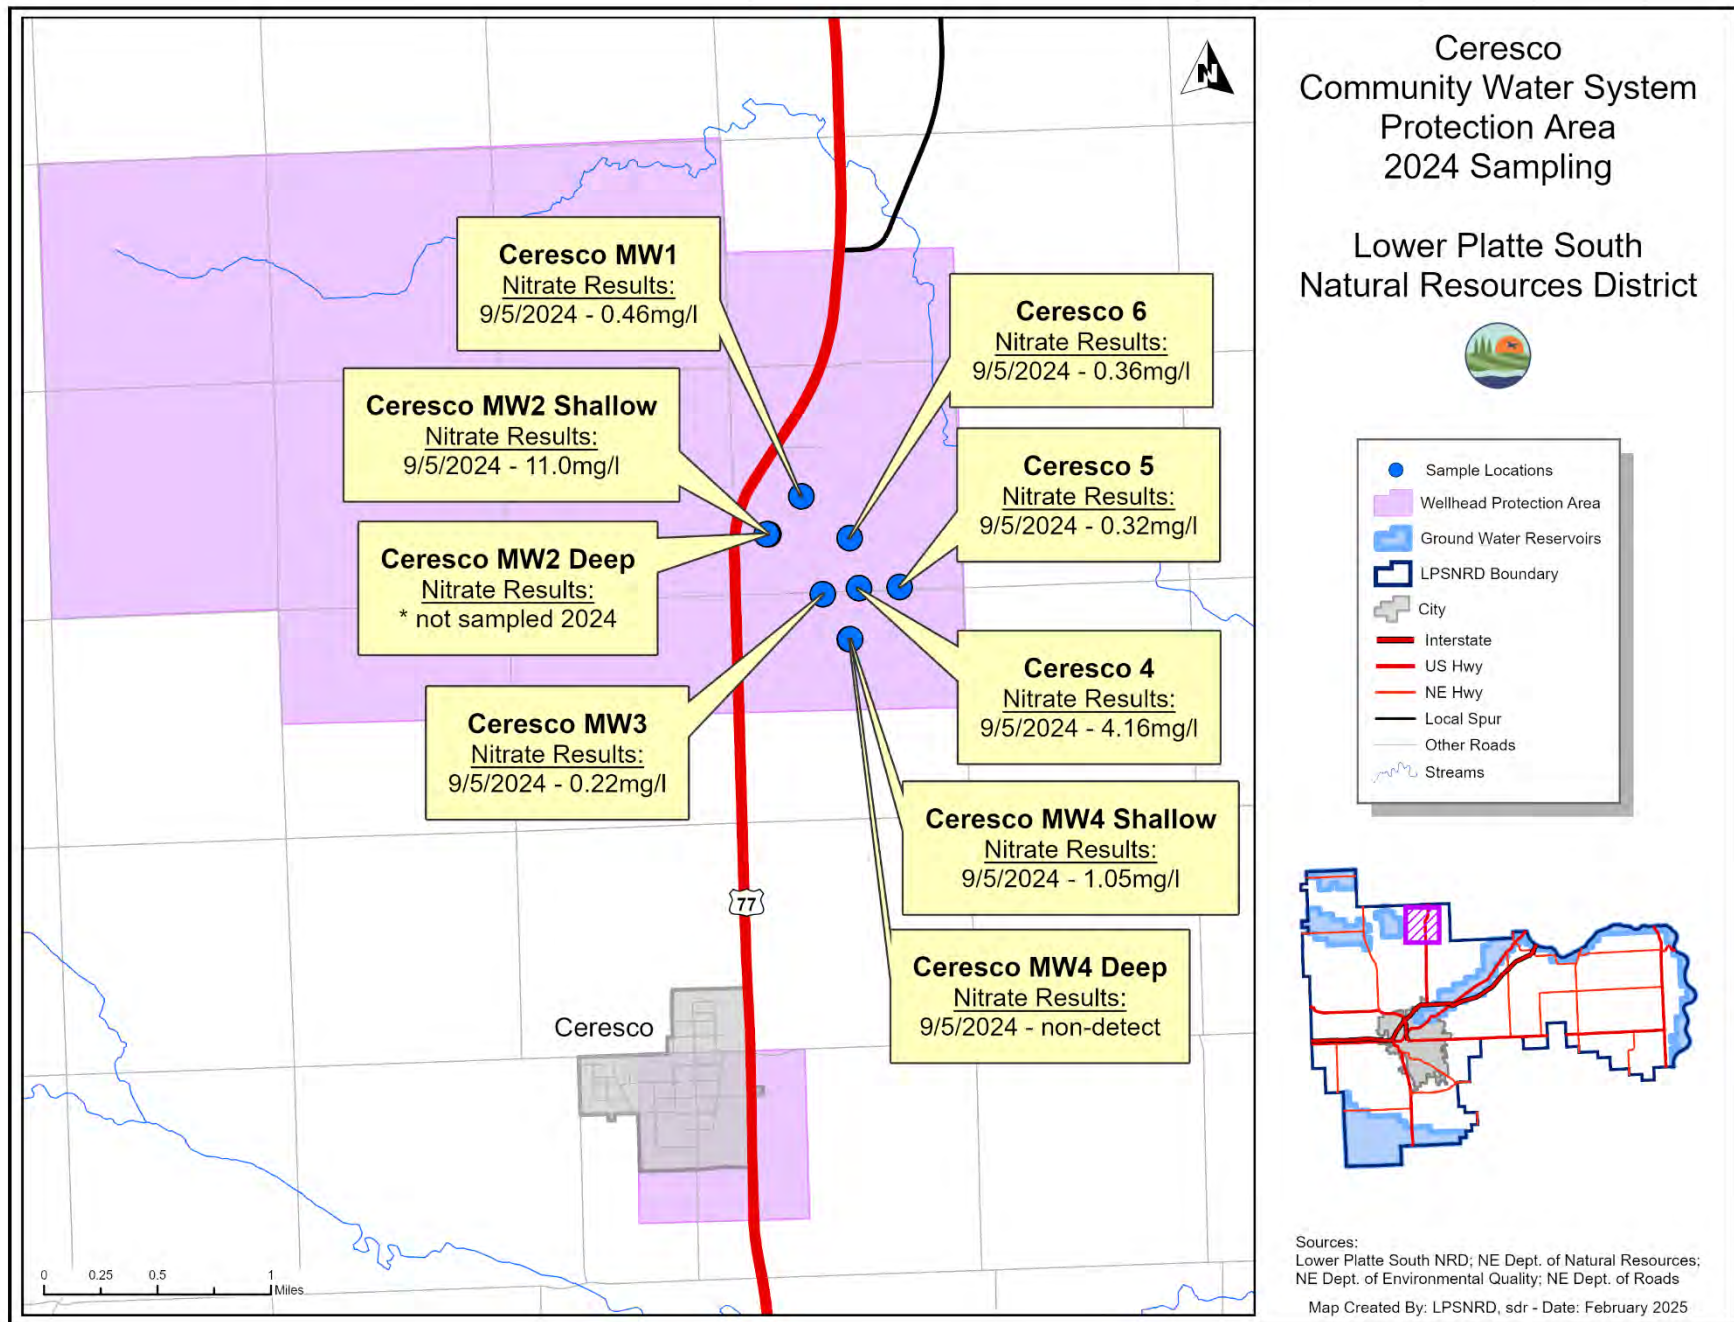 Ceresco
Community Water System
Protection Area
2024 Sampling
Lower Platte South
Natural Resources District
N
Ceresco MW1
Nitrate Results:
9/5/2024 - 0.46mg/l
Ceresco 6
Nitrate Results:
9/5/2024 - 0.36mg/l
Ceresco MW2 Shallow
Nitrate Results:
9/5/2024 - 11.0mg/l
Ceresco 5
Nitrate Results:
9/5/2024 - 0.32mg/l
Ceresco MW2 Deep
Nitrate Results:
* not sampled 2024
Ceresco 4
Nitrate Results:
9/5/2024 - 4.16mg/l
Ceresco MW3
Nitrate Results:
9/5/2024 - 0.22mg/l
Ceresco MW4 Shallow
Nitrate Results:
9/5/2024 - 1.05mg/l
Ceresco MW4 Deep
Nitrate Results:
9/5/2024 - non-detect
77
Ceresco
0 0.25 0.5 1
Miles
Sample Locations
Wellhead Protection Area
Ground Water Reservoirs
LPSNRD Boundary
City
Interstate
US Hwy
NE Hwy
Local Spur
Other Roads
Streams
Sources:
Lower Platte South NRD; NE Dept. of Natural Resources;
NE Dept. of Environmental Quality; NE Dept. of Roads
Map Created By: LPSNRD, sdr - Date: February 2025